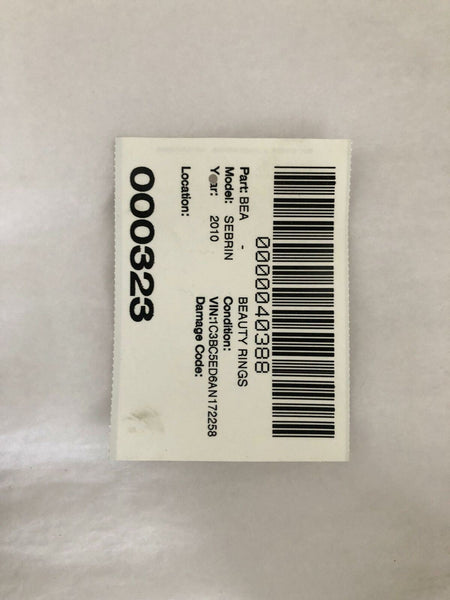 0000040388
Part: BEA - BEAUTY RINGS
Model: SEBRIN Condition:
Year: 2010 VIN:1C3BC5ED6AN172258
Damage Code:
Location:
000323